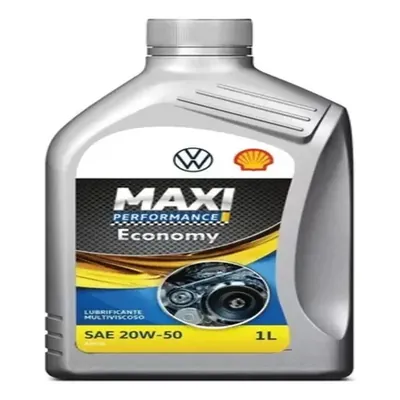 MAXI
PERFORMANCE
Economy
LUBRIFICANTE
MULTIVISCOSO
SAE 20W-50 1L